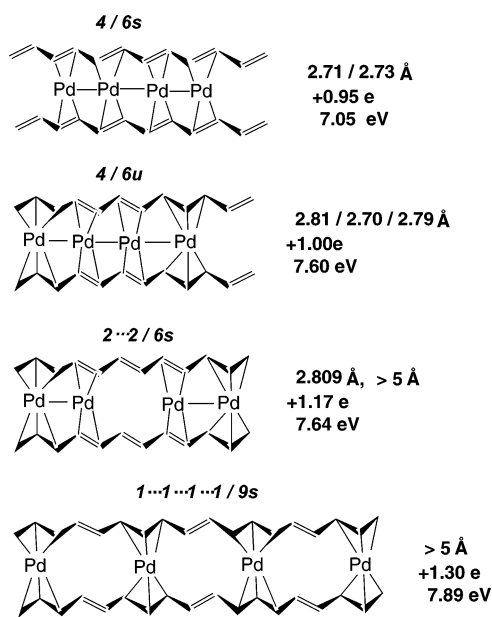 4 / 6s
Pd Pd Pd Pd
2.71 / 2.73 Å
+0.95 e
7.05 eV
4 / 6u
Pd Pd Pd Pd
2.81 / 2.70 / 2.79 Å
+1.00e
7.60 eV
2···2 / 6s
Pd Pd Pd Pd
2.809 Å, > 5 Å
+1.17 e
7.64 eV
1···1···1···1 / 9s
Pd Pd Pd Pd
> 5 Å
+1.30 e
7.89 eV